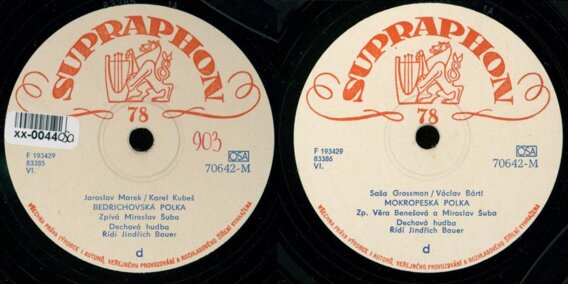 SUPRAPHON
78
xx-0044030
903
F 193429
83385
VI.
OSA
70642-M
Jaroslav Marek / Karel Kubeš
BEDRICHOVSKÁ POLKA
Zpívá Miroslav Šuba
Dechová hudba
Řídí Jindřich Bauer
d
VŠECHNA PRÁVA VÝROBCE I AUTORŮ, VEŘEJNÉHO PROVOZOVÁNÍ A ROZHLASOVÉHO ŠÍŘENÍ VYHRAŽENA
SUPRAPHON
78
F 193429
83386
VI.
OSA
70642-M
Saša Grossman / Václav Bártl
MOKROPESKÁ POLKA
Zp. Věra Benešová a Miroslav Šuba
Dechová hudba
Řídí Jindřich Bauer
d
VŠECHNA PRÁVA VÝROBCE I AUTORŮ, VEŘEJNÉHO PROVOZOVÁNÍ A ROZHLASOVÉHO ŠÍŘENÍ VYHRAŽENA